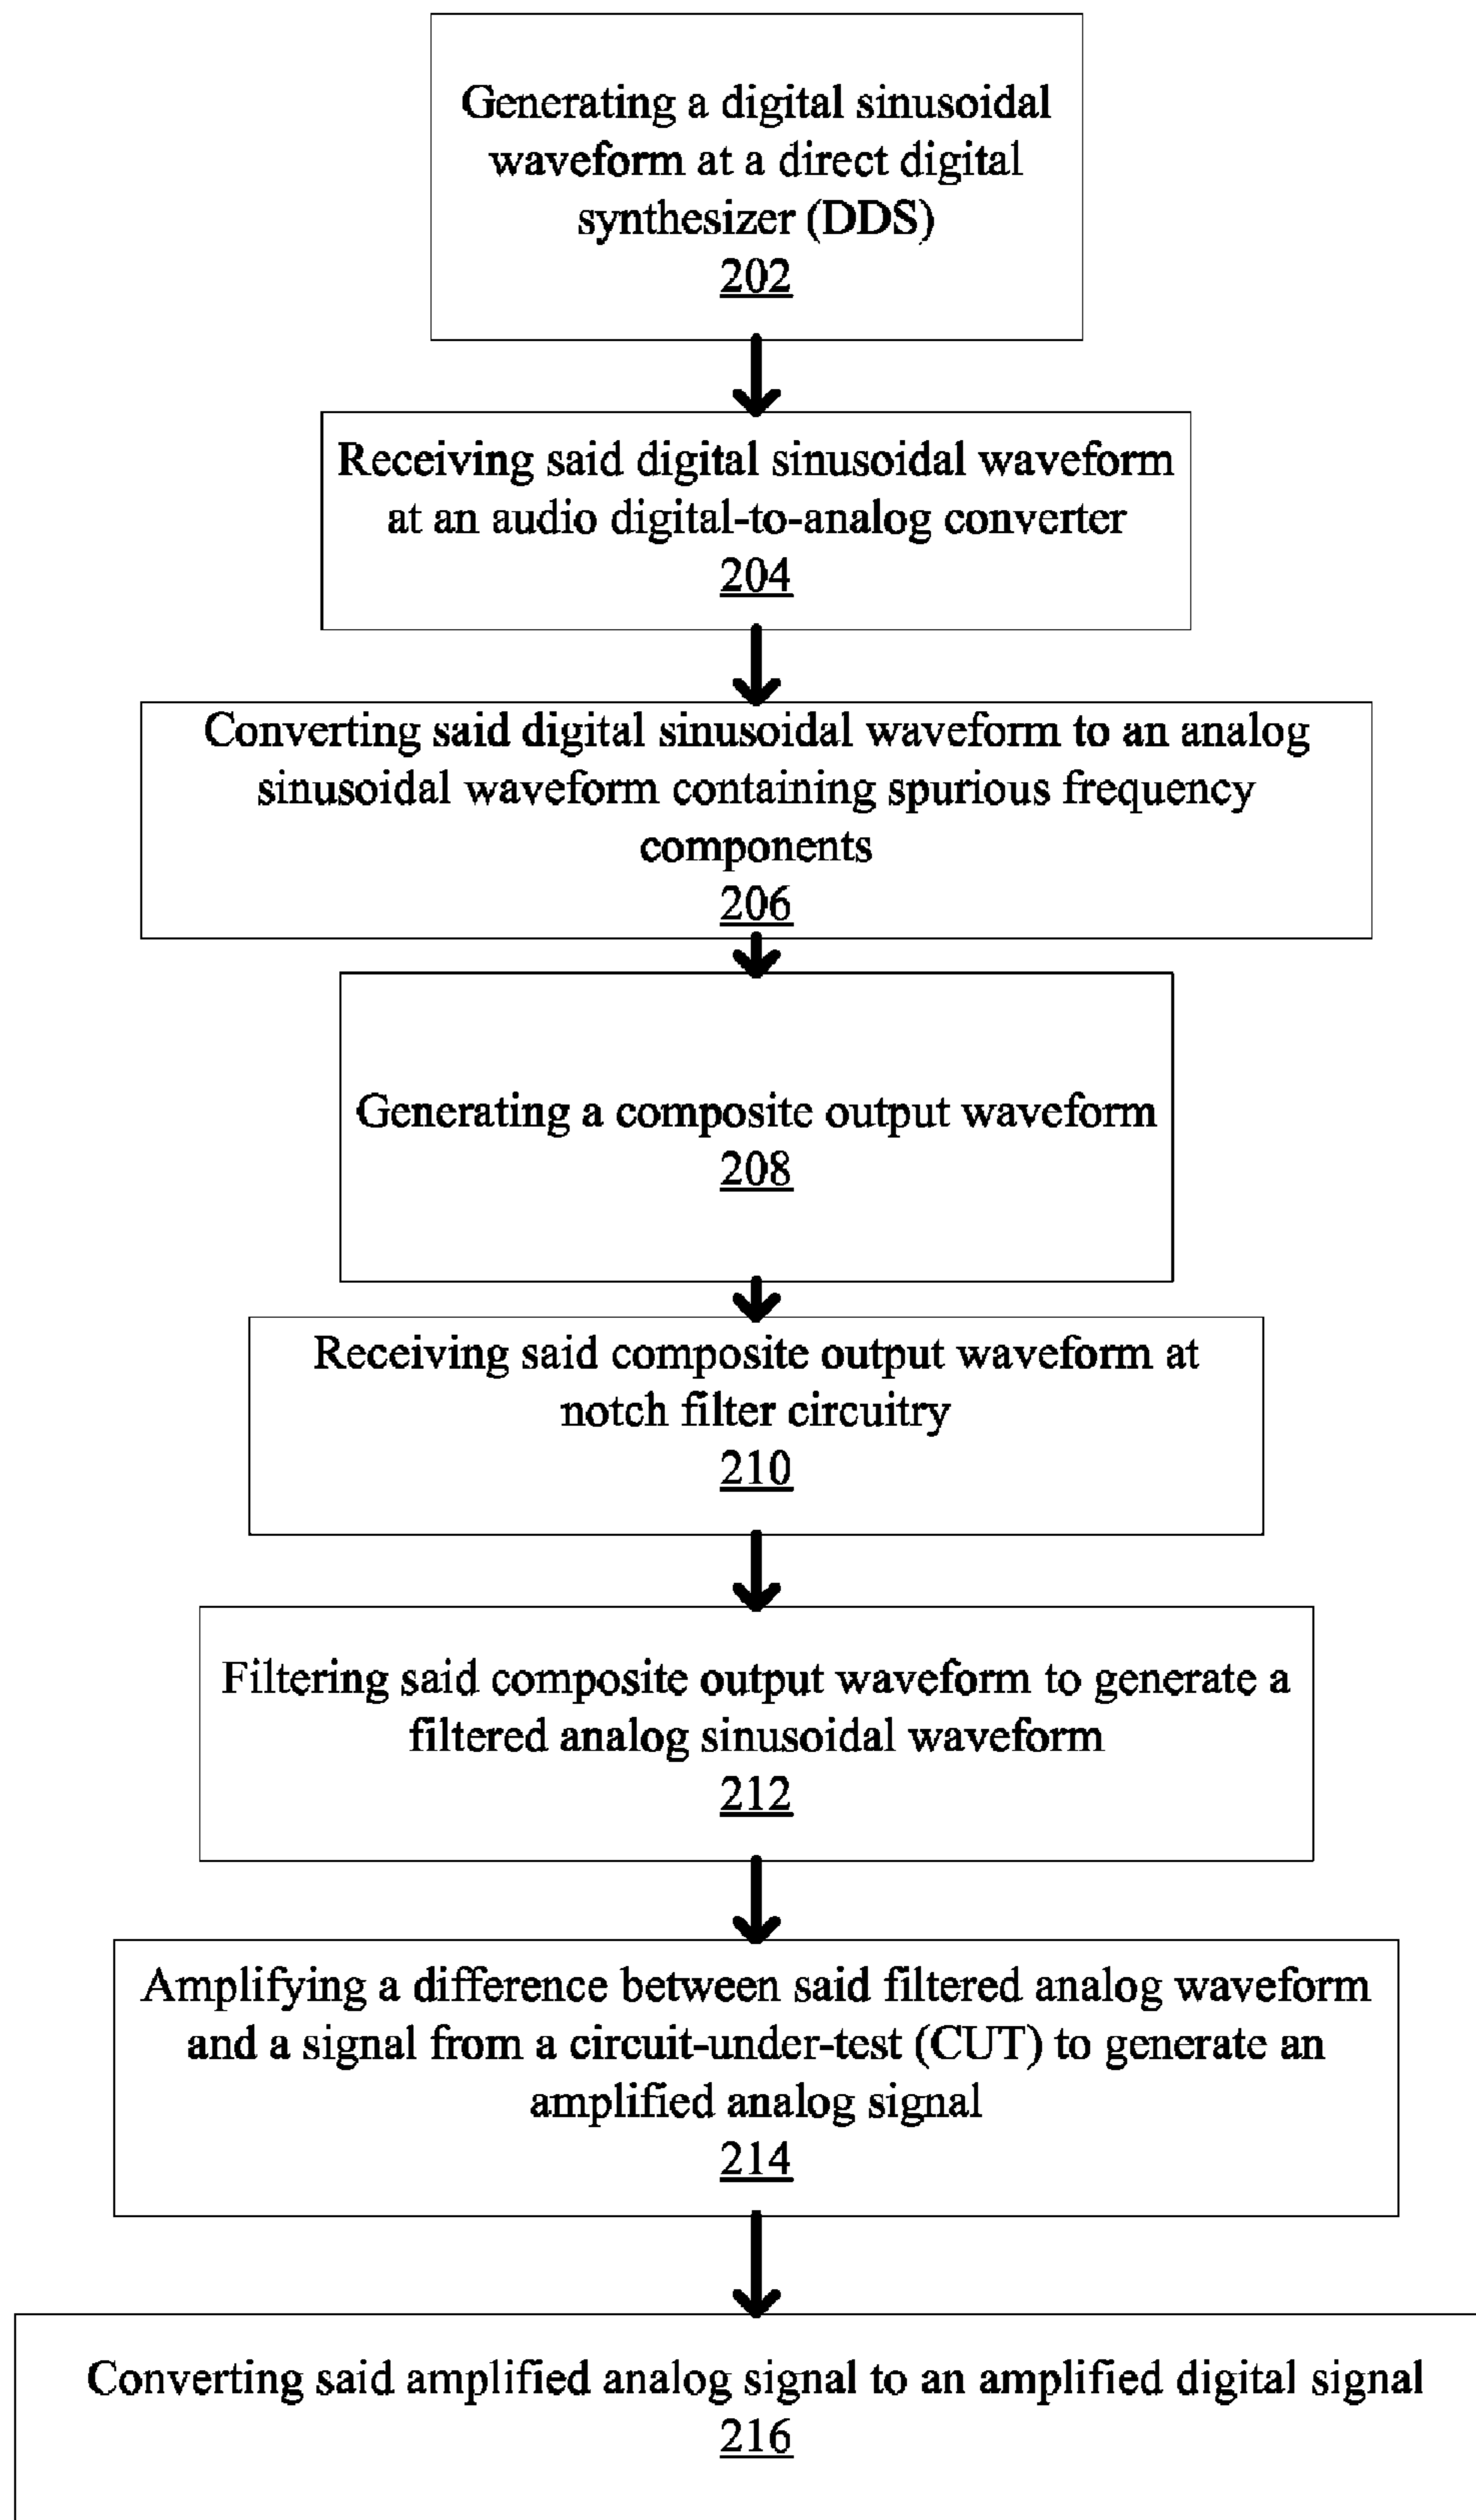 Generating a digital sinusoidal
waveform at a direct digital
synthesizer (DDS)
202
Receiving said digital sinusoidal waveform
at an audio digital-to-analog converter
204
Converting said digital sinusoidal waveform to an analog
sinusoidal waveform containing spurious frequency
components
206
Generating a composite output waveform
208
Receiving said composite output waveform at
notch filter circuitry
210
Filtering said composite output waveform to generate a
filtered analog sinusoidal waveform
212
Amplifying a difference between said filtered analog waveform
and a signal from a circuit-under-test (CUT) to generate an
amplified analog signal
214
Converting said amplified analog signal to an amplified digital signal
216